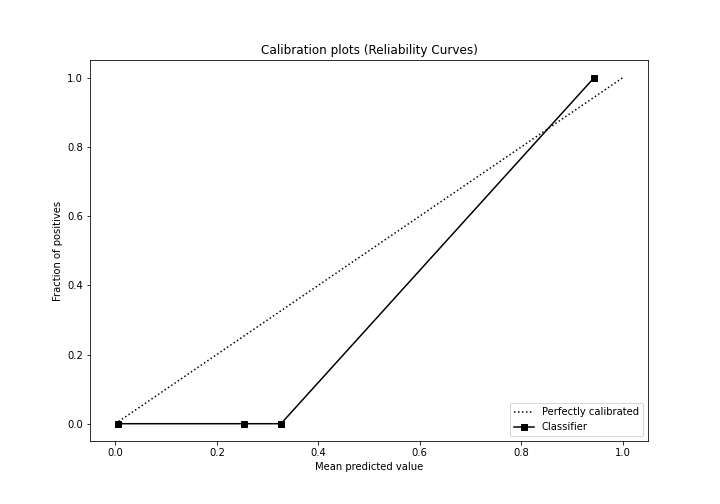 Calibration plots (Reliability Curves)
1.0
0.8
0.6
0.4
0.2
0.0
Fraction of positives
0.0 0.2 0.4 0.6 0.8 1.0
Mean predicted value
Perfectly calibrated
Classifier